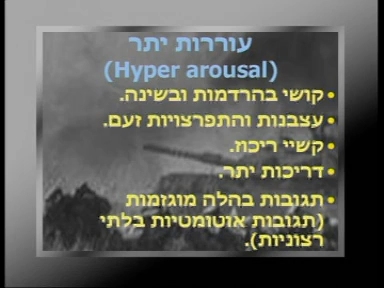 עוררות יתר
(Hyper arousal)
• קושי בהרדמות ובשינה.
• עצבנות והתפרצויות זעם.
• קשיי ריכוז.
• דריכות יתר.
• תגובות בהלה מוגזמות
(תגובות אוטומטיות בלתי
רצוניות).